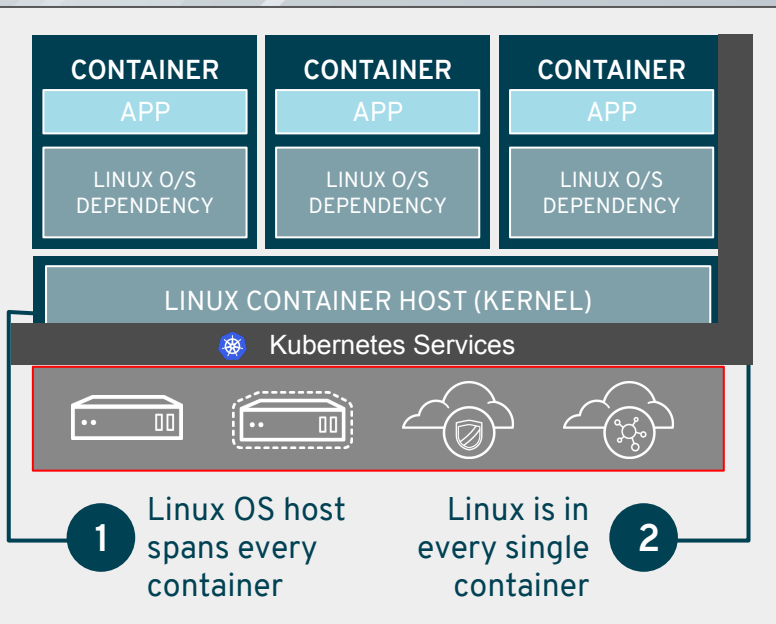 CONTAINER
APP
LINUX O/S
DEPENDENCY
CONTAINER
APP
LINUX O/S
DEPENDENCY
CONTAINER
APP
LINUX O/S
DEPENDENCY
LINUX CONTAINER HOST (KERNEL)
Kubernetes Services
1
Linux OS host
spans every
container
Linux is in
every single
container
2